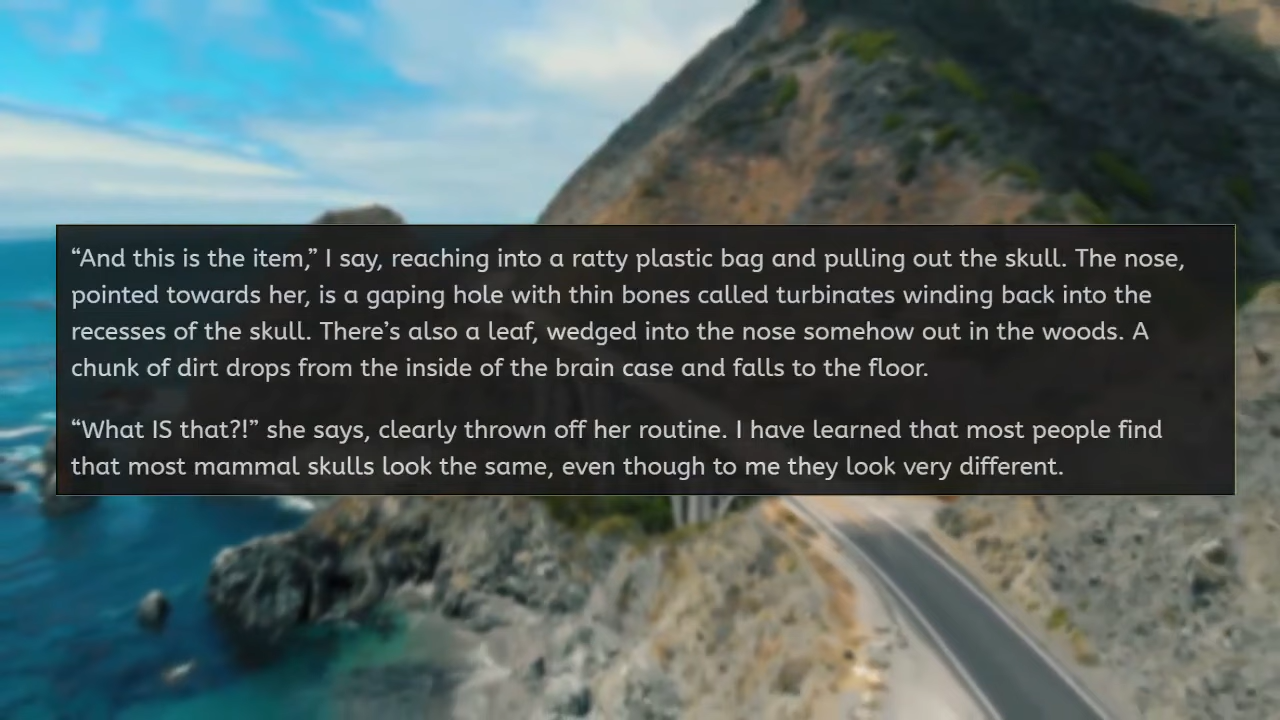 “And this is the item,” I say, reaching into a ratty plastic bag and pulling out the skull. The nose,
pointed towards her, is a gaping hole with thin bones called turbinates winding back into the
recesses of the skull. There’s also a leaf, wedged into the nose somehow out in the woods. A
chunk of dirt drops from the inside of the brain case and falls to the floor.
“What IS that?!” she says, clearly thrown off her routine. I have learned that most people find
that most mammal skulls look the same, even though to me they look very different.